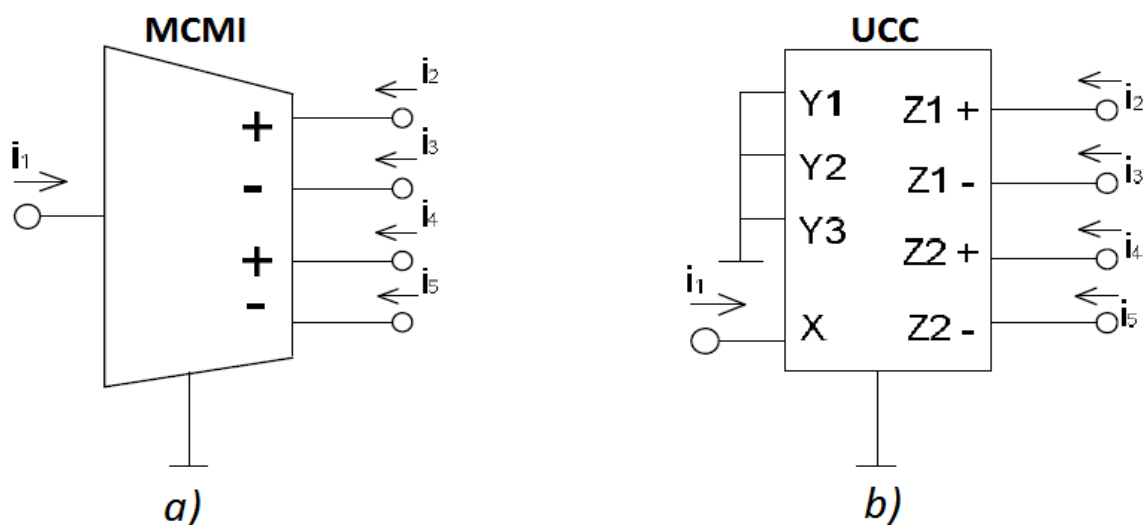 MCMI
i1
+
-
+
-
i2
i3
i4
i5
a)
UCC
Y1
Y2
Y3
X
i1
Z1 +
Z1 -
Z2 +
Z2 -
i2
i3
i4
i5
b)